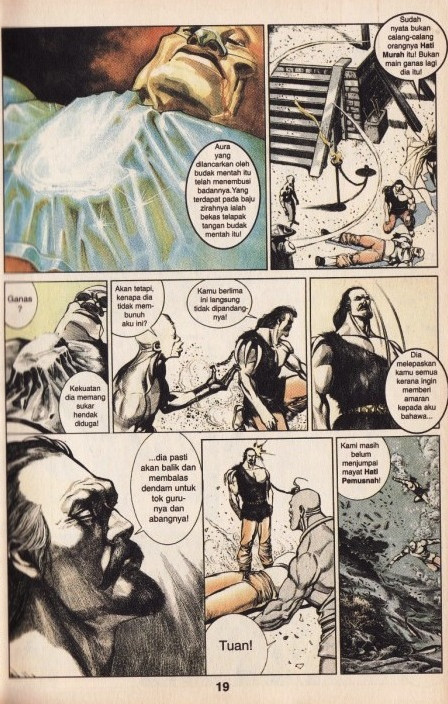 Aura
yang
dilancarkan oleh
budak mentah itu
telah menembusi
badannya.Yang
terdapat pada baju
zirahnya ialah
bekas telapak
tangan budak
mentah itu!
Sudah
nyata bukan
calang-calang
orangnya Hati
Murah itu! Bukan
main ganas lagi
dia itu!
Ganas
?
Kekuatan
dia memang
sukar
hendak
diduga!
Akan tetapi,
kenapa dia
tidak mem-
bunuh
aku ini?
Kamu berlima
ini langsung
tidak dipandang-
nya!
Dia
melepaskan
kamu semua
kerana ingin
memberi
amaran
kepada aku
bahawa...
...dia pasti
akan balik dan
membalas
dendam untuk
tok guru-
nya dan
abangnya!
Tuan!
Kami masih
belum
menjumpai
mayat Hati
Pemusnah!
19